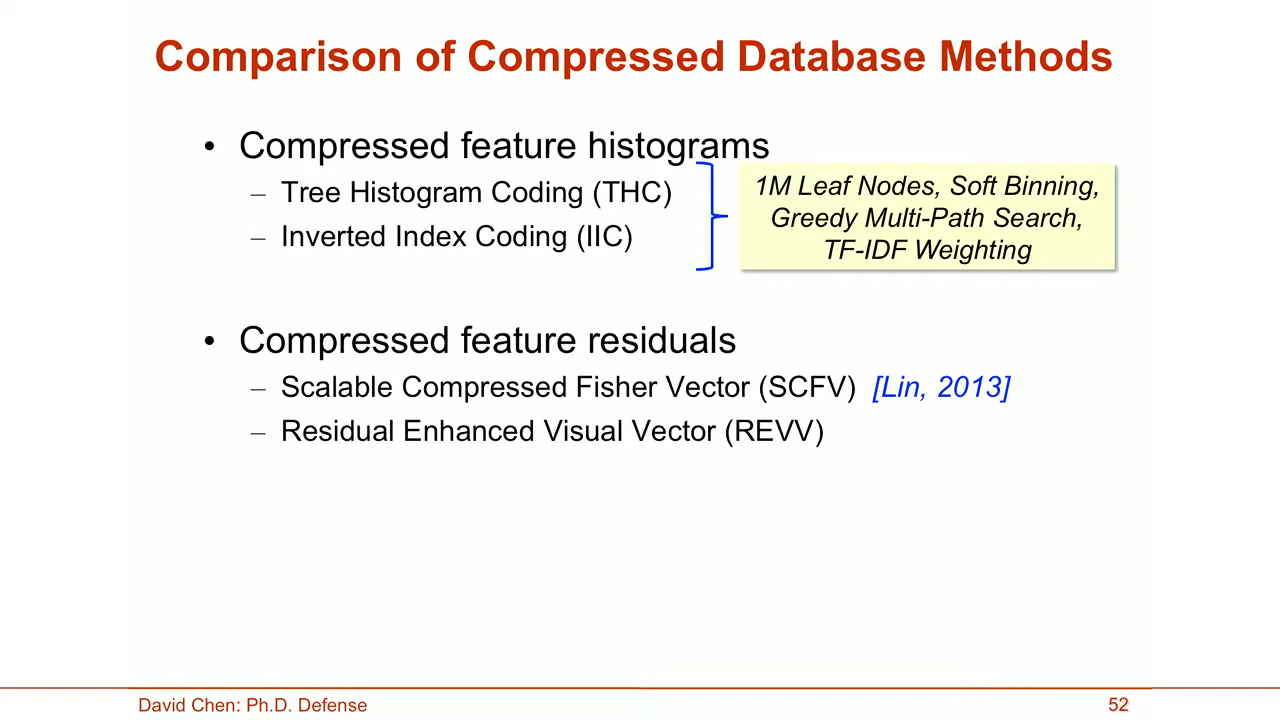 Comparison of Compressed Database Methods
• Compressed feature histograms
– Tree Histogram Coding (THC)
– Inverted Index Coding (IIC)
1M Leaf Nodes, Soft Binning,
Greedy Multi-Path Search,
TF-IDF Weighting
• Compressed feature residuals
– Scalable Compressed Fisher Vector (SCFV) [Lin, 2013]
– Residual Enhanced Visual Vector (REVV)
David Chen: Ph.D. Defense
52